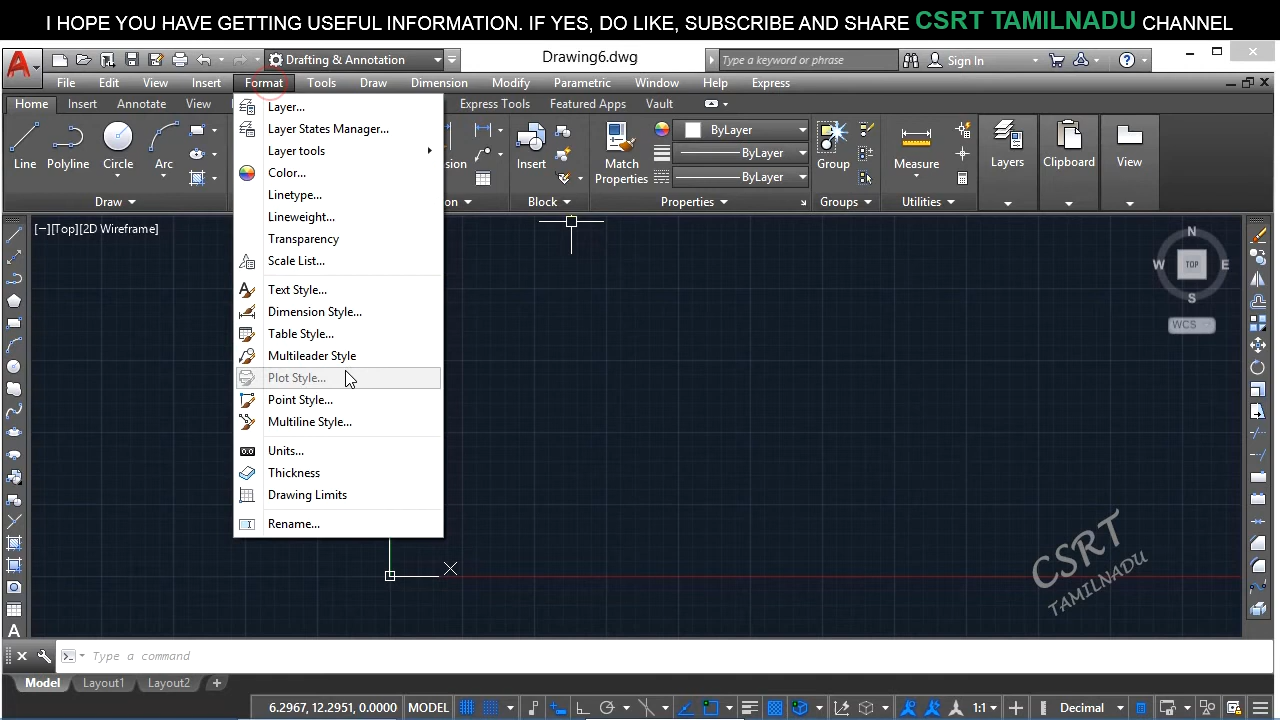 I HOPE YOU HAVE GETTING USEFUL INFORMATION. IF YES, DO LIKE, SUBSCRIBE AND SHARE CSRT TAMILNADU CHANNEL
Drafting & Annotation
Drawing6.dwg
Type a keyword or phrase
Sign In
File Edit View Insert Format Tools Draw Dimension Modify Parametric Window Help Express
Home Insert Annotate View Express Tools Featured Apps Vault
Line Polyline Circle Arc
Insert
Match Properties
ByLayer
ByLayer
ByLayer
Group
Measure
Layers
Clipboard
View
Draw
Block
Properties
Groups
Utilities
Layer...
Layer States Manager...
Layer tools
Color...
Linetype...
Lineweight...
Transparency
Scale List...
Text Style...
Dimension Style...
Table Style...
Multileader Style
Plot Style...
Point Style...
Multiline Style...
Units...
Thickness
Drawing Limits
Rename...
[−][Top][2D Wireframe]
N
W TOP E
S
WCS
X
CSRT
TAMILNADU
Type a command
Model Layout1 Layout2 +
6.2967, 12.2951, 0.0000 MODEL 1:1 Decimal